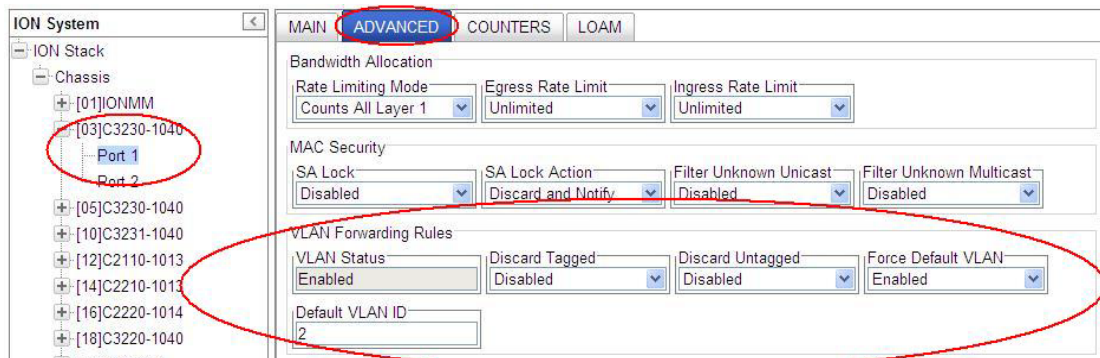 ION System
ION Stack
Chassis
[01]IONMM
[03]C3230-1040
Port 1
Port 2
[05]C3230-1040
[10]C3231-1040
[12]C2110-1013
[14]C2210-1013
[16]C2220-1014
[18]C3220-1040
MAIN ADVANCED COUNTERS LOAM
Bandwidth Allocation
Rate Limiting Mode Egress Rate Limit Ingress Rate Limit
Counts All Layer 1 Unlimited Unlimited
MAC Security
SA Lock SA Lock Action Filter Unknown Unicast Filter Unknown Multicast
Disabled Discard and Notify Disabled Disabled
VLAN Forwarding Rules
VLAN Status Discard Tagged Discard Untagged Force Default VLAN
Enabled Disabled Disabled Enabled
Default VLAN ID
2